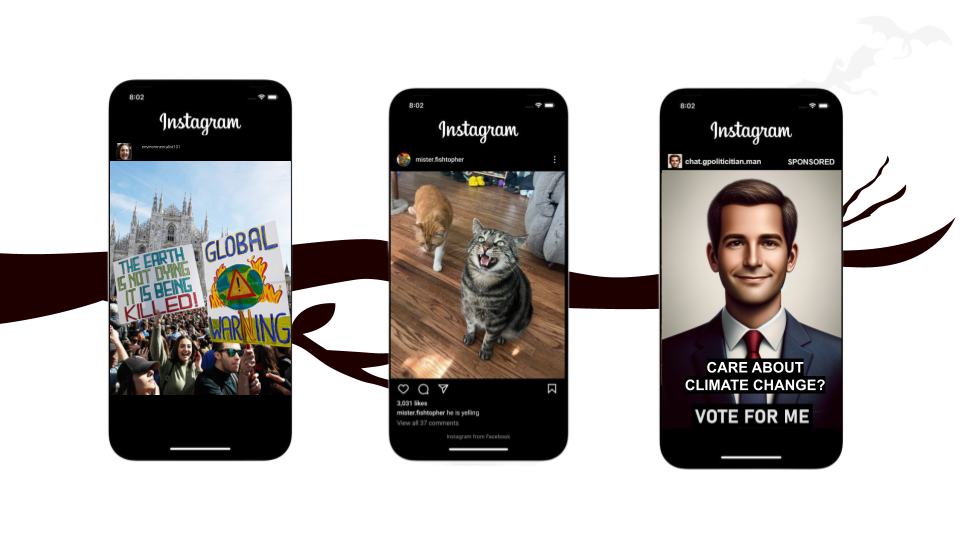 8:02
Instagram
environmentalist101
THE EARTH
IS NOT DYING
IT IS BEING
KILLED!
GLOBAL
WARNING
8:02
Instagram
mister.fishtopher
3,031 likes
mister.fishtopher he is yelling
View all 37 comments
Instagram from Facebook
8:02
Instagram
chat.gpoliticitian.man SPONSORED
CARE ABOUT
CLIMATE CHANGE?
VOTE FOR ME